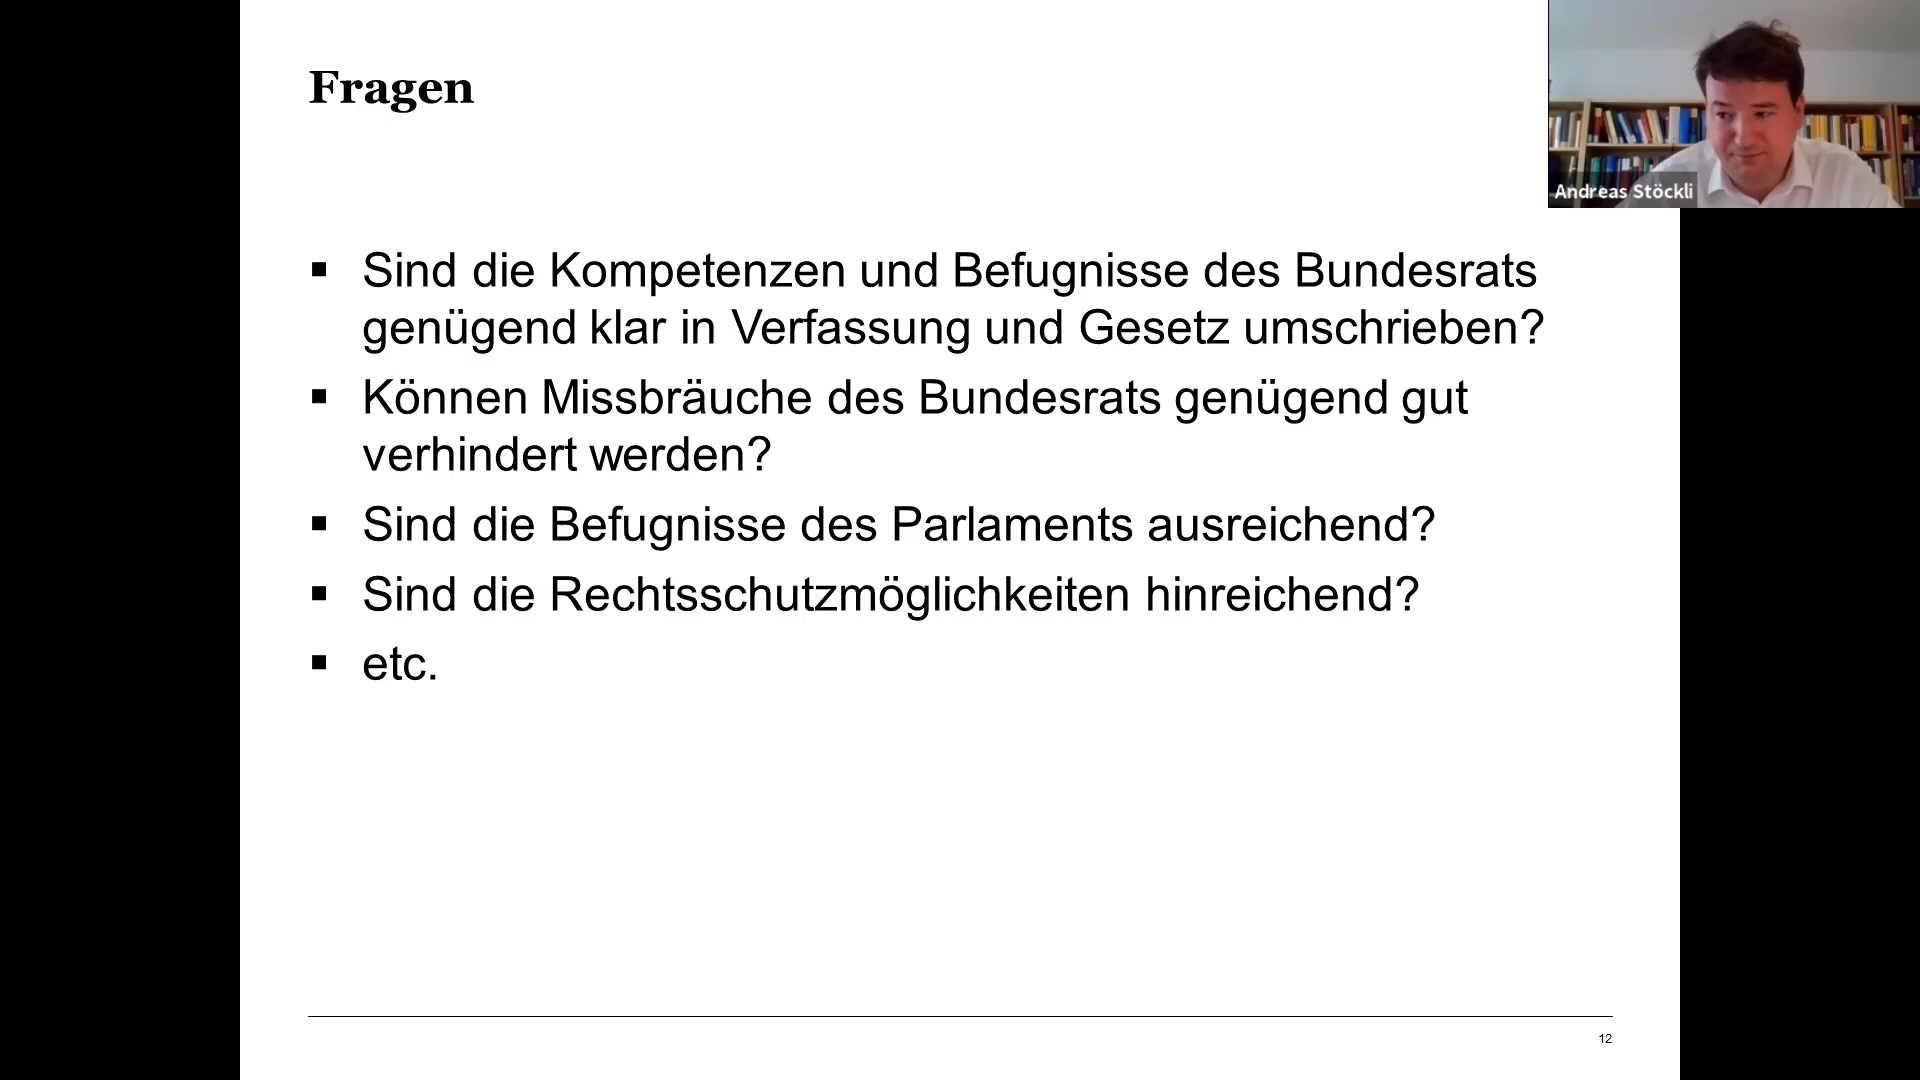 Fragen
Andreas Stöckli
Sind die Kompetenzen und Befugnisse des Bundesrats
genügend klar in Verfassung und Gesetz umschrieben?
Können Missbräuche des Bundesrats genügend gut
verhindert werden?
Sind die Befugnisse des Parlaments ausreichend?
Sind die Rechtsschutzmöglichkeiten hinreichend?
etc.
12